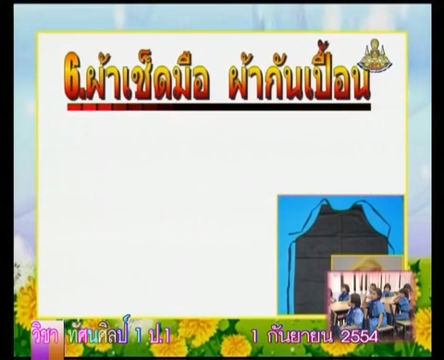 6.ผ้าเช็ดมือ ผ้ากันเปื้อน
วิชา ทัศนศิลป์ 1 ป.1
1 กันยายน 2554